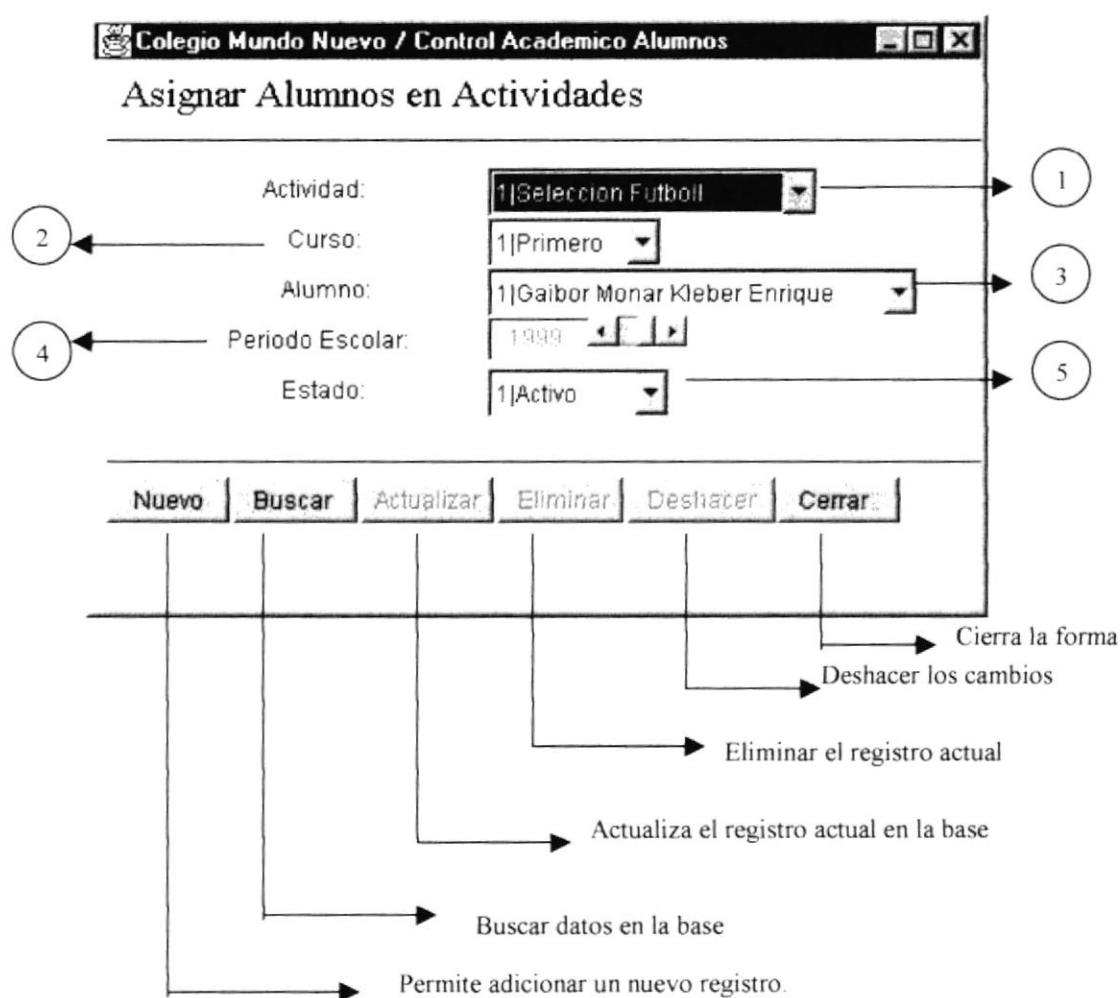 Colegio Mundo Nuevo / Control Academico Alumnos
Asignar Alumnos en Actividades
Actividad: 1|Seleccion Futboll 1
2 Curso: 1|Primero
Alumno: 1|Gaibor Monar Kleber Enrique 3
4 Periodo Escolar: 1999
Estado: 1|Activo 5
Nuevo Buscar Actualizar Eliminar Deshacer Cerrar
Cierra la forma
Deshacer los cambios
Eliminar el registro actual
Actualiza el registro actual en la base
Buscar datos en la base
Permite adicionar un nuevo registro.